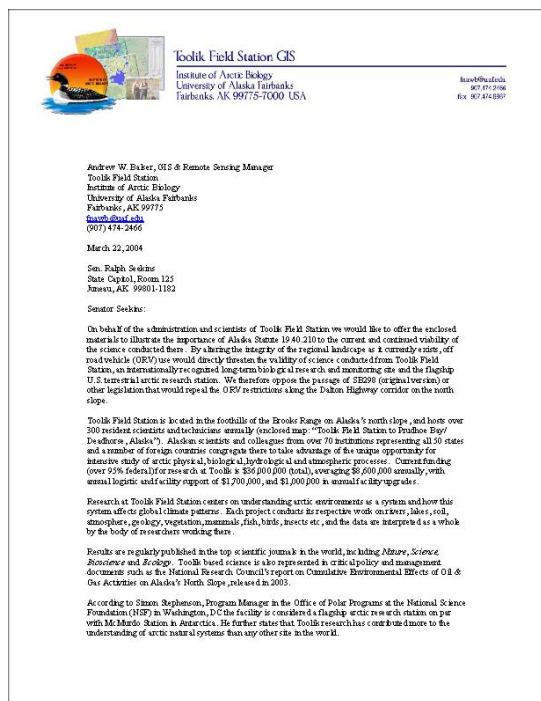 Toolik Field Station GIS
Institute of Arctic Biology
University of Alaska Fairbanks
Fairbanks, AK 99775-7000 USA
fnawb@uaf.edu
907.474.2466
fax 907.474.6967
Andrew W. Balser, GIS & Remote Sensing Manager
Toolik Field Station
Institute of Arctic Biology
University of Alaska Fairbanks
Fairbanks, AK 99775
fnawb@uaf.edu
(907) 474-2466
March 22, 2004
Sen. Ralph Seekins
State Capitol, Room 125
Juneau, AK 99801-1182
Senator Seekins:
On behalf of the administration and scientists of Toolik Field Station we would like to offer the enclosed
materials to illustrate the importance of Alaska Statute 19.40.210 to the current and continued viability of
the science conducted there. By altering the integrity of the regional landscape as it currently exists, off
road vehicle (ORV) use would directly threaten the validity of science conducted from Toolik Field
Station, an internationally recognized long-term biological research and monitoring site and the flagship
U.S. terrestrial arctic research station. We therefore oppose the passage of SB298 (original version) or
other legislation that would repeal the ORV restrictions along the Dalton Highway corridor on the north
slope.
Toolik Field Station is located in the foothills of the Brooks Range on Alaska's north slope, and hosts over
300 resident scientists and technicians annually (enclosed map: "Toolik Field Station to Prudhoe Bay/
Deadhorse, Alaska"). Alaskan scientists and colleagues from over 70 institutions representing all 50 states
and a number of foreign countries congregate there to take advantage of the unique opportunity for
intensive study of arctic physical, biological, hydrological and atmospheric processes. Current funding
(over 95% federal) for research at Toolik is $36,000,000 (total), averaging $8,600,000 annually, with
annual logistic and facility support of $1,700,000, and $1,000,000 in annual facility upgrades.
Research at Toolik Field Station centers on understanding arctic environments as a system and how this
system affects global climate patterns. Each project conducts its respective work on rivers, lakes, soil,
atmosphere, geology, vegetation, mammals, fish, birds, insects etc, and the data are interpreted as a whole
by the body of researchers working there.
Results are regularly published in the top scientific journals in the world, including Nature, Science,
Bioscience and Ecology. Toolik based science is also represented in critical policy and management
documents such as the National Research Council's report on Cumulative Environmental Effects of Oil &
Gas Activities on Alaska's North Slope, released in 2003.
According to Simon Stephenson, Program Manager in the Office of Polar Programs at the National Science
Foundation (NSF) in Washington, DC the facility is considered a flagship arctic research station on par
with McMurdo Station in Antarctica. He further states that Toolik research has contributed more to the
understanding of arctic natural systems than any other site in the world.